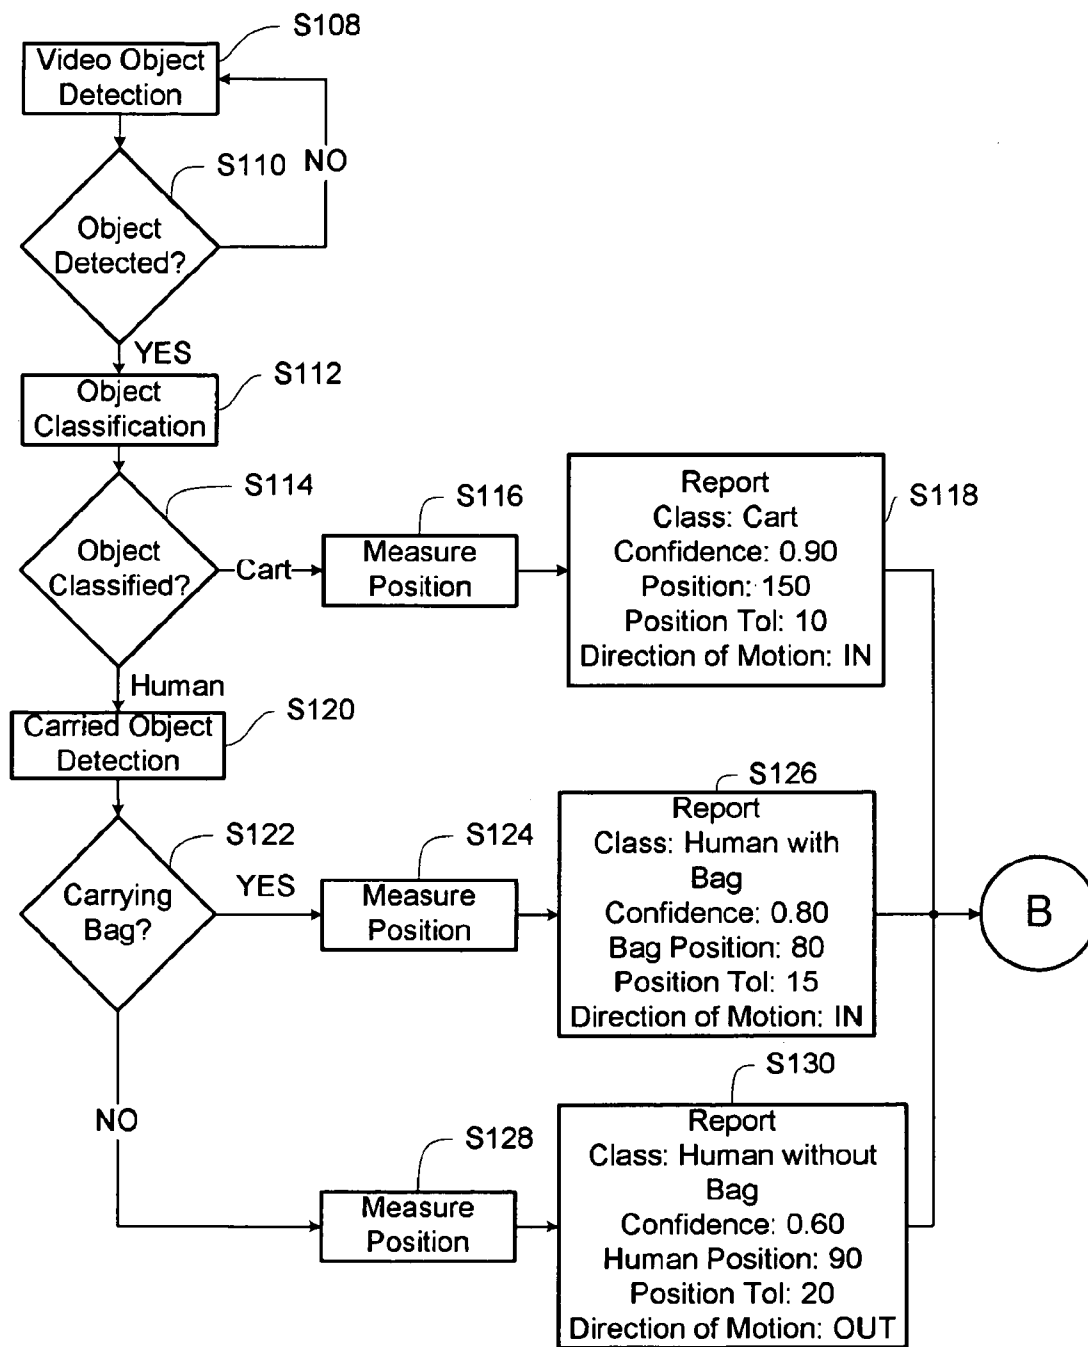 S108
Video Object
Detection
S110
NO
Object
Detected?
YES
S112
Object
Classification
S114
Object
Classified?
Cart
S116
Measure
Position
S118
Report
Class: Cart
Confidence: 0.90
Position: 150
Position Tol: 10
Direction of Motion: IN
Human
S120
Carried Object
Detection
S122
Carrying
Bag?
YES
S124
Measure
Position
S126
Report
Class: Human with
Bag
Confidence: 0.80
Bag Position: 80
Position Tol: 15
Direction of Motion: IN
B
NO
S128
Measure
Position
S130
Report
Class: Human without
Bag
Confidence: 0.60
Human Position: 90
Position Tol: 20
Direction of Motion: OUT